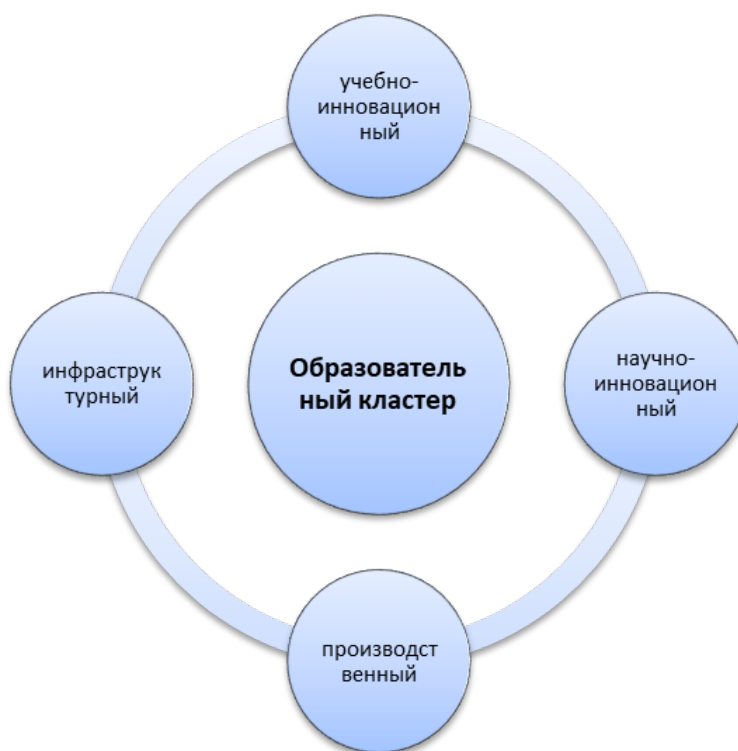 учебно-
инновацион
ный
инфраструк
турный
Образователь
ный кластер
научно-
инновацион
ный
производст
венный